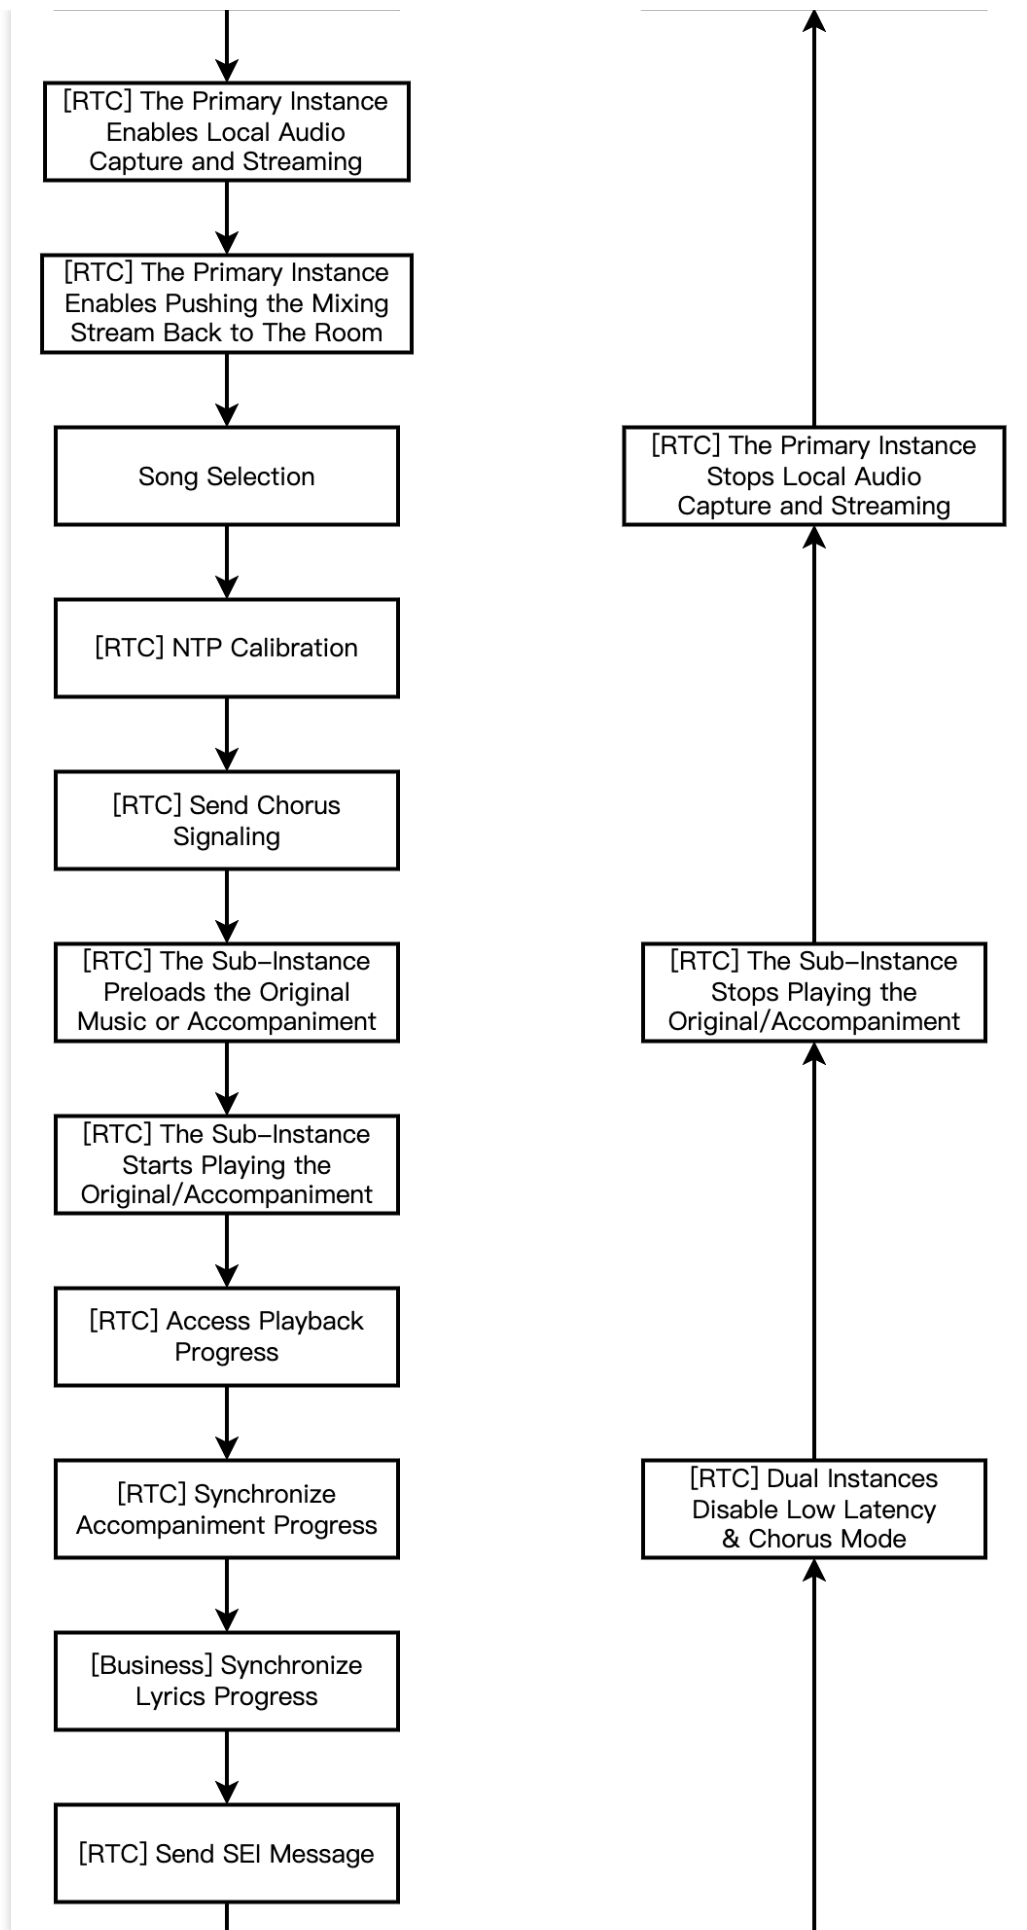 [RTC] The Primary Instance
Enables Local Audio
Capture and Streaming
[RTC] The Primary Instance
Enables Pushing the Mixing
Stream Back to The Room
Song Selection
[RTC] NTP Calibration
[RTC] Send Chorus
Signaling
[RTC] The Sub-Instance
Preloads the Original
Music or Accompaniment
[RTC] The Sub-Instance
Starts Playing the
Original/Accompaniment
[RTC] Access Playback
Progress
[RTC] Synchronize
Accompaniment Progress
[Business] Synchronize
Lyrics Progress
[RTC] Send SEI Message
[RTC] The Primary Instance
Stops Local Audio
Capture and Streaming
[RTC] The Sub-Instance
Stops Playing the
Original/Accompaniment
[RTC] Dual Instances
Disable Low Latency
& Chorus Mode